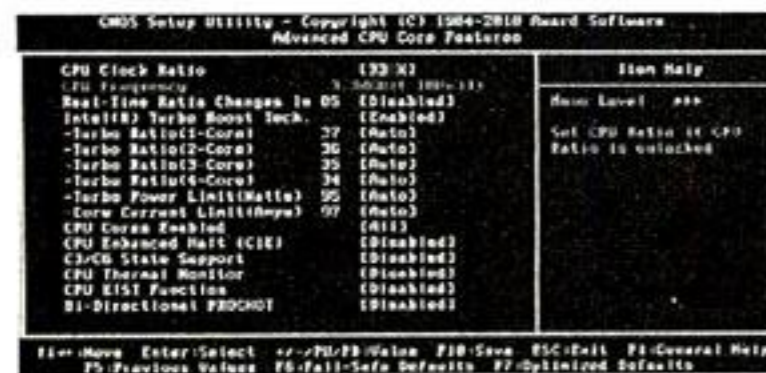 CMOS Setup Utility - Copyright (C) 1984-2010 Award Software
Advanced CPU Core Features
CPU Clock Ratio [33 X]
CPU Frequency
Real-Time Ratio Changes In OS [Disabled]
Intel(R) Turbo Boost Tech. [Enabled]
-Turbo Ratio(1-Core) 37 [Auto]
-Turbo Ratio(2-Core) 36 [Auto]
-Turbo Ratio(3-Core) 35 [Auto]
-Turbo Ratio(4-Core) 34 [Auto]
-Turbo Power Limit(Watts) 95 [Auto]
-Core Current Limit(Amps) 97 [Auto]
CPU Cores Enabled [All]
CPU Enhanced Halt (C1E) [Disabled]
C3/C6 State Support [Disabled]
CPU Thermal Monitor [Disabled]
CPU EIST Function [Disabled]
Bi-Directional PROCHOT [Disabled]
Item Help
Menu Level
Set CPU Ratio if CPU
Ratio is unlocked
:Move Enter:Select +/-/PU/PD:Value F10:Save ESC:Exit F1:General Help
F5:Previous Values F6:Fail-Safe Defaults F7:Optimized Defaults